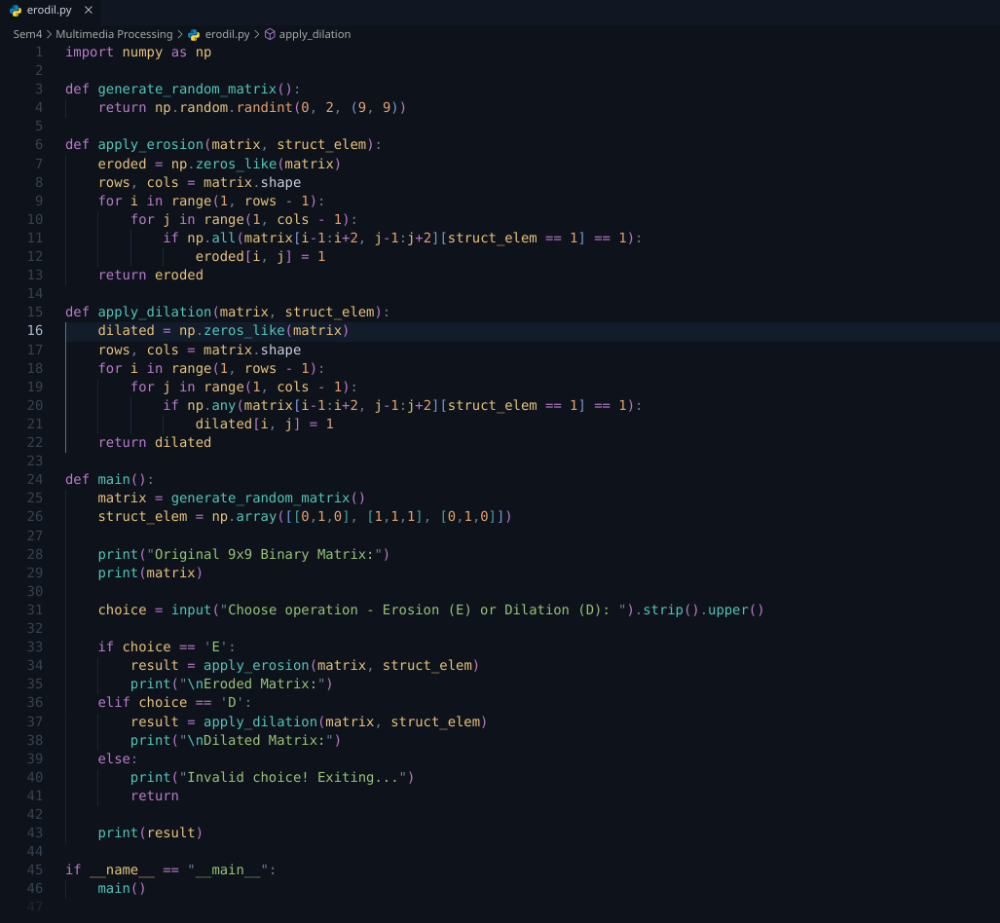 erodil.py ×
Sem4 > Multimedia Processing > erodil.py > apply_dilation
1 import numpy as np
2
3 def generate_random_matrix():
4     return np.random.randint(0, 2, (9, 9))
5
6 def apply_erosion(matrix, struct_elem):
7     eroded = np.zeros_like(matrix)
8     rows, cols = matrix.shape
9     for i in range(1, rows - 1):
10         for j in range(1, cols - 1):
11             if np.all(matrix[i-1:i+2, j-1:j+2][struct_elem == 1] == 1):
12                 eroded[i, j] = 1
13     return eroded
14
15 def apply_dilation(matrix, struct_elem):
16     dilated = np.zeros_like(matrix)
17     rows, cols = matrix.shape
18     for i in range(1, rows - 1):
19         for j in range(1, cols - 1):
20             if np.any(matrix[i-1:i+2, j-1:j+2][struct_elem == 1] == 1):
21                 dilated[i, j] = 1
22     return dilated
23
24 def main():
25     matrix = generate_random_matrix()
26     struct_elem = np.array([[0,1,0], [1,1,1], [0,1,0]])
27
28     print("Original 9x9 Binary Matrix:")
29     print(matrix)
30
31     choice = input("Choose operation - Erosion (E) or Dilation (D): ").strip().upper()
32
33     if choice == 'E':
34         result = apply_erosion(matrix, struct_elem)
35         print("\nEroded Matrix:")
36     elif choice == 'D':
37         result = apply_dilation(matrix, struct_elem)
38         print("\nDilated Matrix:")
39     else:
40         print("Invalid choice! Exiting...")
41         return
42
43     print(result)
44
45 if __name__ == "__main__":
46     main()
47